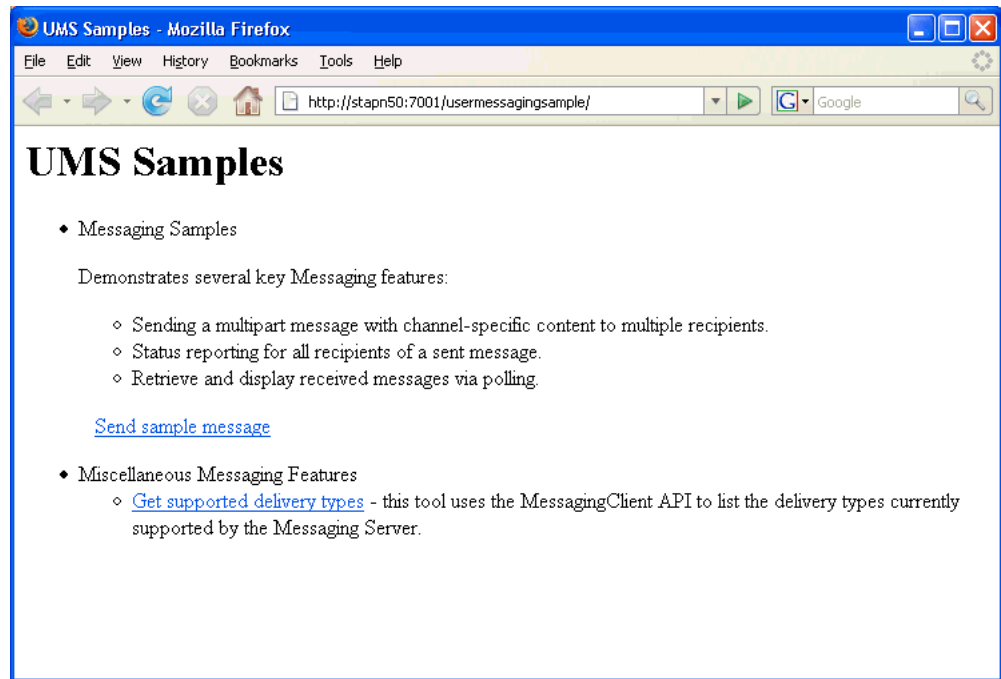 UMS Samples - Mozilla Firefox
File Edit View History Bookmarks Tools Help
http://stapn50:7001/usermessagingsample/ G Google
UMS Samples
Messaging Samples
Demonstrates several key Messaging features:
Sending a multipart message with channel-specific content to multiple recipients.
Status reporting for all recipients of a sent message.
Retrieve and display received messages via polling.
Send sample message
Miscellaneous Messaging Features
Get supported delivery types - this tool uses the MessagingClient API to list the delivery types currently
supported by the Messaging Server.